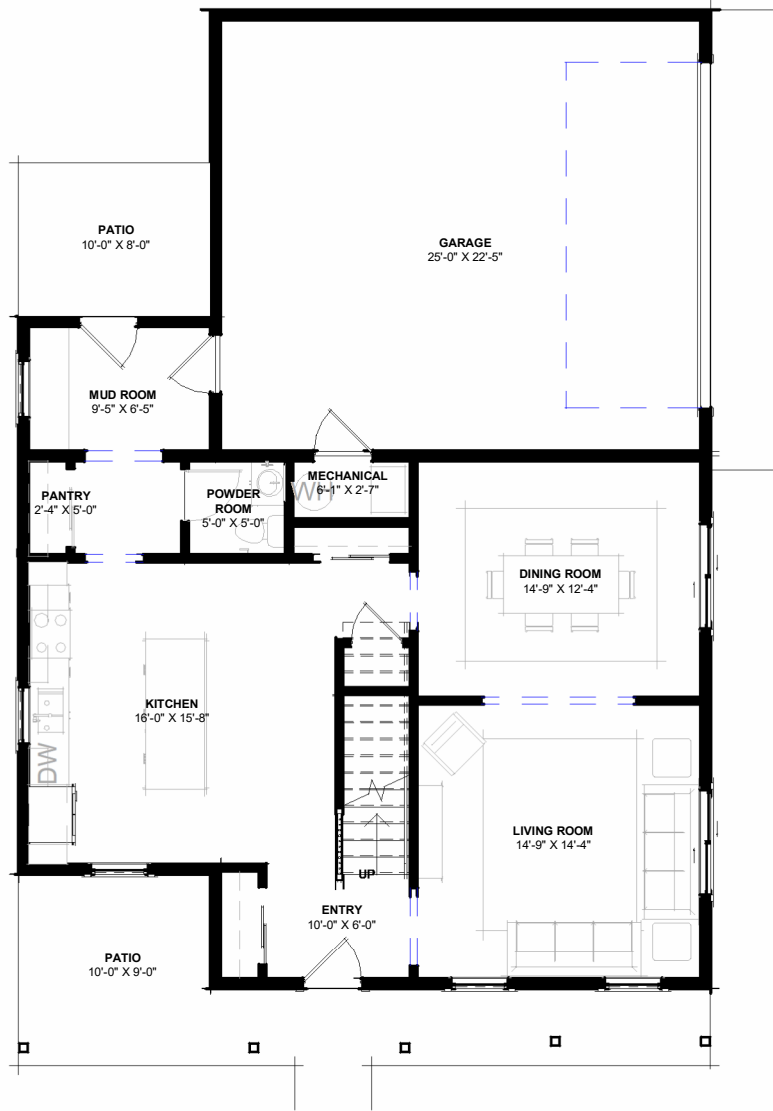 PATIO
10'-0" X 8'-0"
GARAGE
25'-0" X 22'-5"
MUD ROOM
9'-5" X 6'-5"
PANTRY
2'-4" X 5'-0"
POWDER
ROOM
5'-0" X 5'-0"
MECHANICAL
6'-1" X 2'-7"
WH
DINING ROOM
14'-9" X 12'-4"
KITCHEN
16'-0" X 15'-8"
DW
LIVING ROOM
14'-9" X 14'-4"
UP
ENTRY
10'-0" X 6'-0"
PATIO
10'-0" X 9'-0"